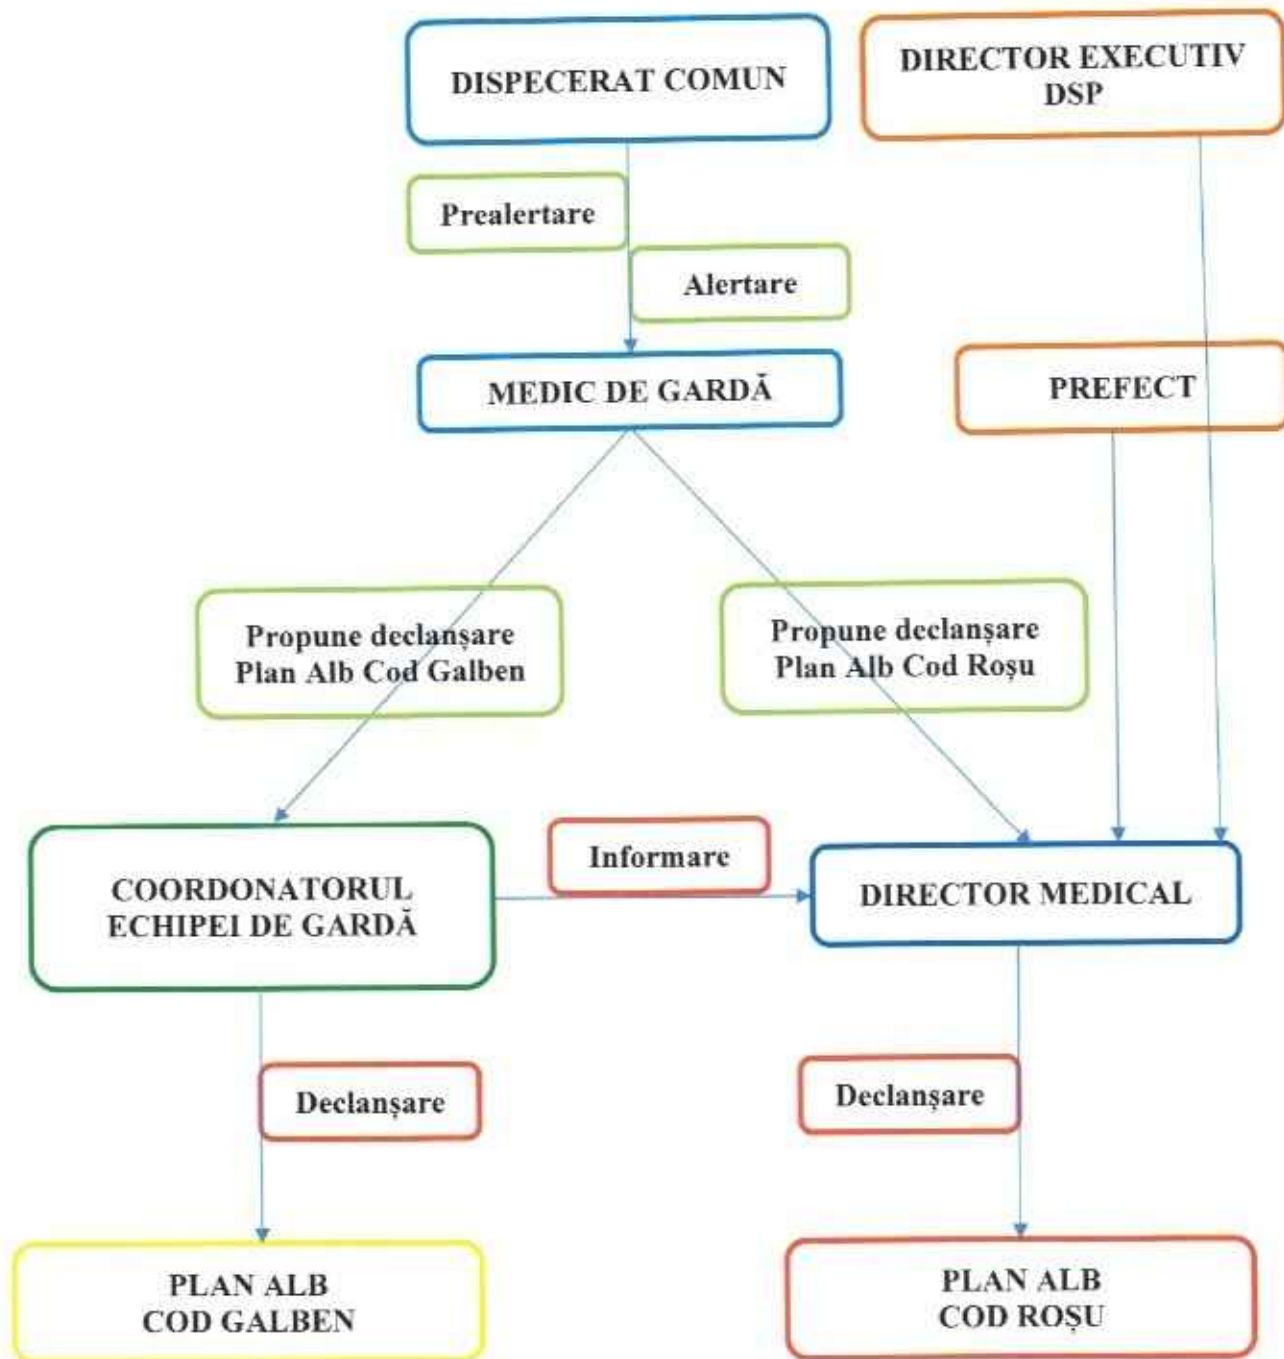 DISPECERAT COMUN
DIRECTOR EXECUTIV
DSP
Prealertare
Alertare
MEDIC DE GARDĂ
PREFECT
Propune declanșare
Plan Alb Cod Galben
Propune declanșare
Plan Alb Cod Roșu
COORDONATORUL
ECHIPEI DE GARDĂ
Informare
DIRECTOR MEDICAL
Declanșare
Declanșare
PLAN ALB
COD GALBEN
PLAN ALB
COD ROȘU